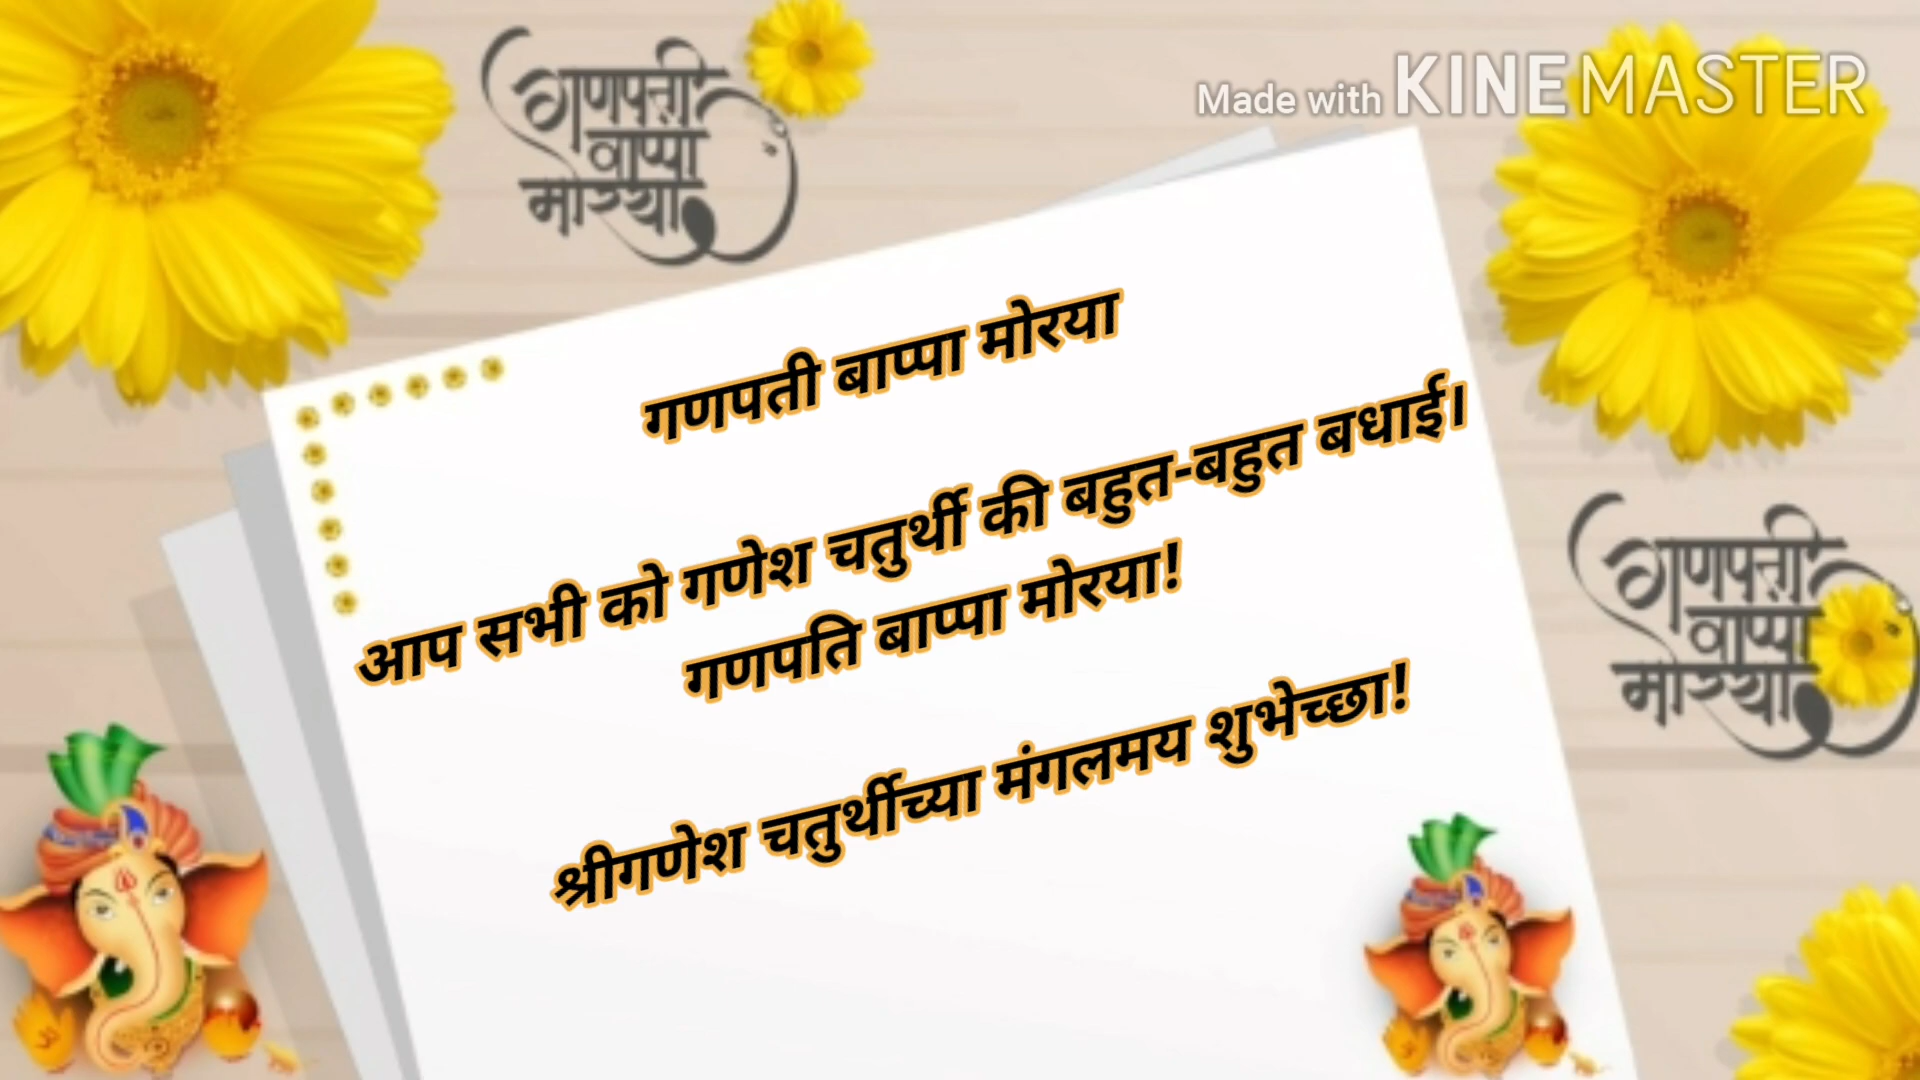 गणपती
बाप्पा
मोरया
Made with KINEMASTER
गणपती बाप्पा मोरया
आप सभी को गणेश चतुर्थी की बहुत-बहुत बधाई।
गणपति बाप्पा मोरया!
श्रीगणेश चतुर्थीच्या मंगलमय शुभेच्छा!
गणपती
बाप्पा
मोरया